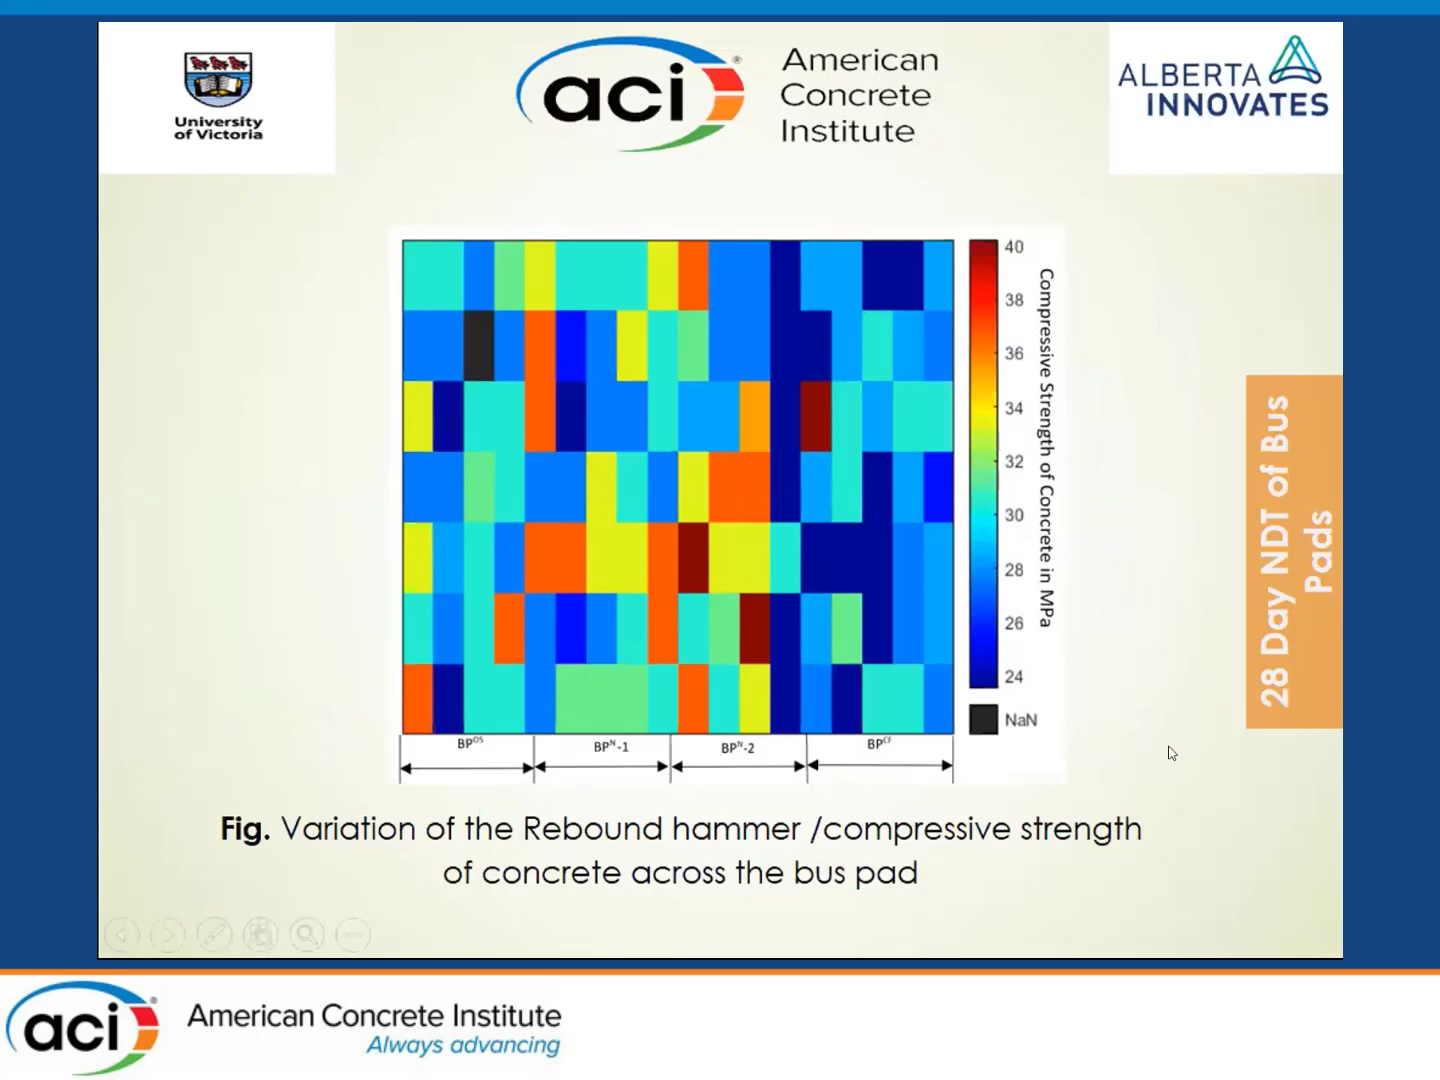 University
of Victoria
aci
American
Concrete
Institute
ALBERTA
INNOVATES
40
38
36
34
32
30
28
26
24
NaN
Compressive Strength of Concrete in MPa
28 Day NDT of Bus
Pads
BP^OS
BP^N-1
BP^N-2
BP^CF
Fig. Variation of the Rebound hammer /compressive strength
of concrete across the bus pad
aci
American Concrete Institute
Always advancing